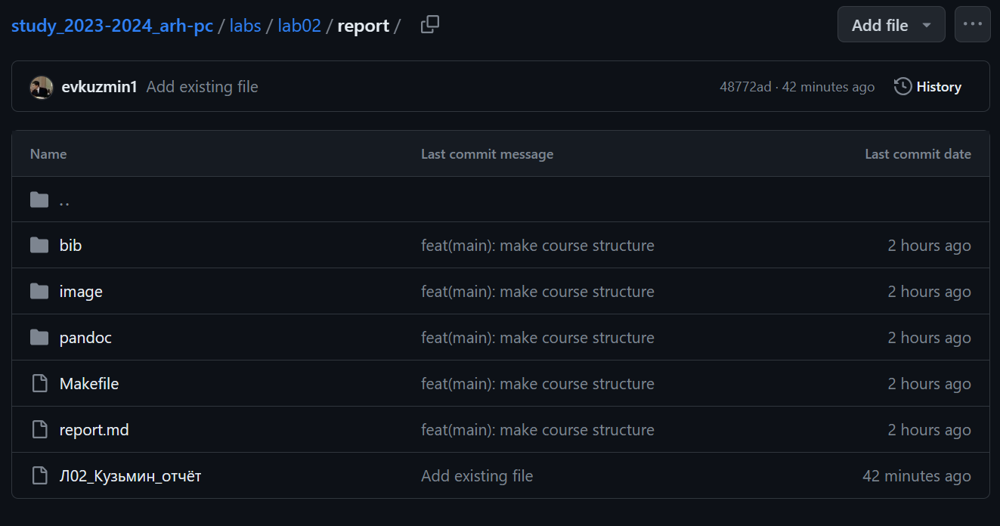 study_2023-2024_arh-pc / labs / lab02 / report / Add file ...
evkuzmin1 Add existing file 48772ad · 42 minutes ago History
Name Last commit message Last commit date
..
bib feat(main): make course structure 2 hours ago
image feat(main): make course structure 2 hours ago
pandoc feat(main): make course structure 2 hours ago
Makefile feat(main): make course structure 2 hours ago
report.md feat(main): make course structure 2 hours ago
Л02_Кузьмин_отчёт Add existing file 42 minutes ago